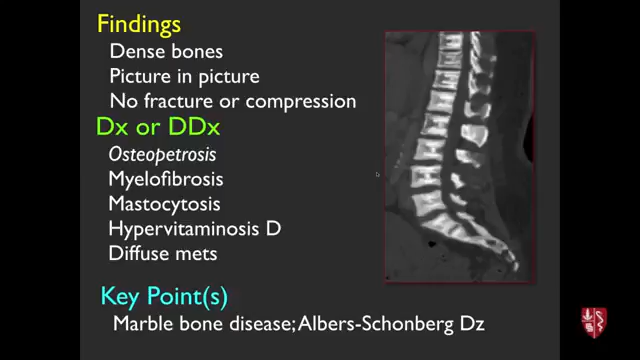 Findings
Dense bones
Picture in picture
No fracture or compression
Dx or DDx
Osteopetrosis
Myelofibrosis
Mastocytosis
Hypervitaminosis D
Diffuse mets
Key Point(s)
Marble bone disease; Albers-Schonberg Dz